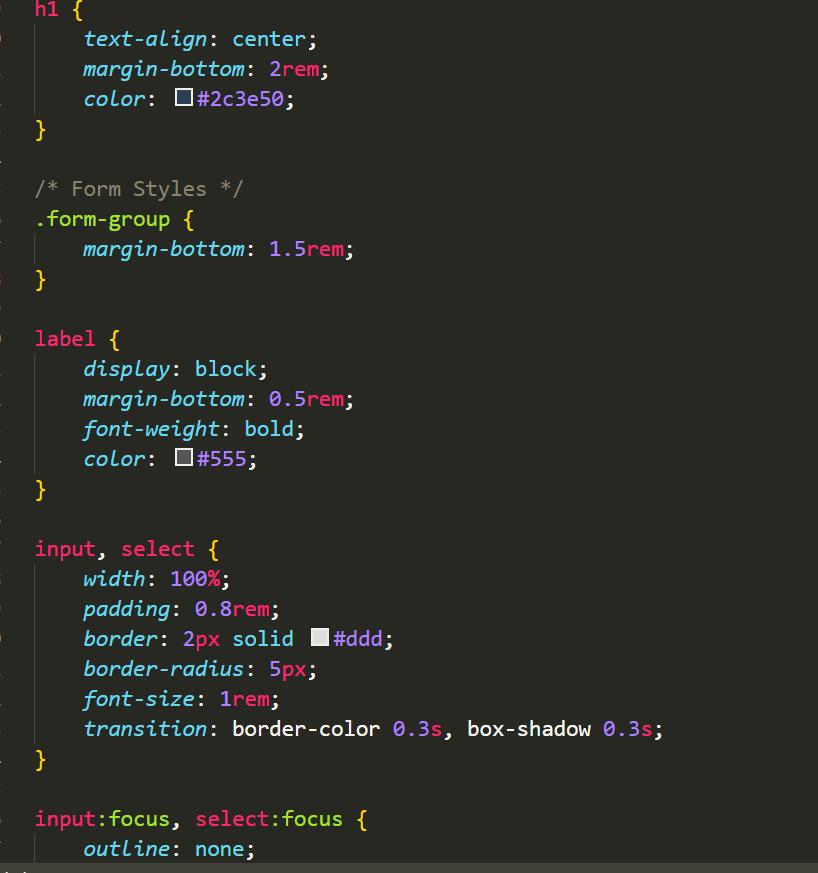 h1 {
    text-align: center;
    margin-bottom: 2rem;
    color: #2c3e50;
}

/* Form Styles */
.form-group {
    margin-bottom: 1.5rem;
}

label {
    display: block;
    margin-bottom: 0.5rem;
    font-weight: bold;
    color: #555;
}

input, select {
    width: 100%;
    padding: 0.8rem;
    border: 2px solid #ddd;
    border-radius: 5px;
    font-size: 1rem;
    transition: border-color 0.3s, box-shadow 0.3s;
}

input:focus, select:focus {
    outline: none;